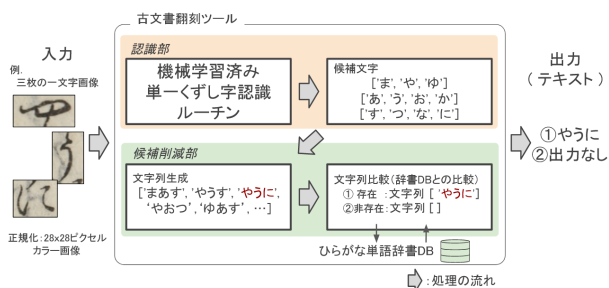 古文書翻刻ツール
入力
例.
三枚の一文字画像
や
う
に
正規化：28x28ピクセル
カラー画像
認識部
機械学習済み
単一くずし字認識
ルーチン
候補文字
['ま', 'や', 'ゆ']
['あ', 'う', 'お', 'か']
['す', 'つ', 'な', 'に']
候補削減部
文字列生成
['まあす', 'やうす', 'やうに',
'やおつ', 'ゆあす', …]
文字列比較(辞書DBとの比較)
① 存在 ：文字列 [ 'やうに']
②非存在：文字列 [ ]
ひらがな単語辞書DB
出力
( テキスト )
①やうに
②出力なし
：処理の流れ